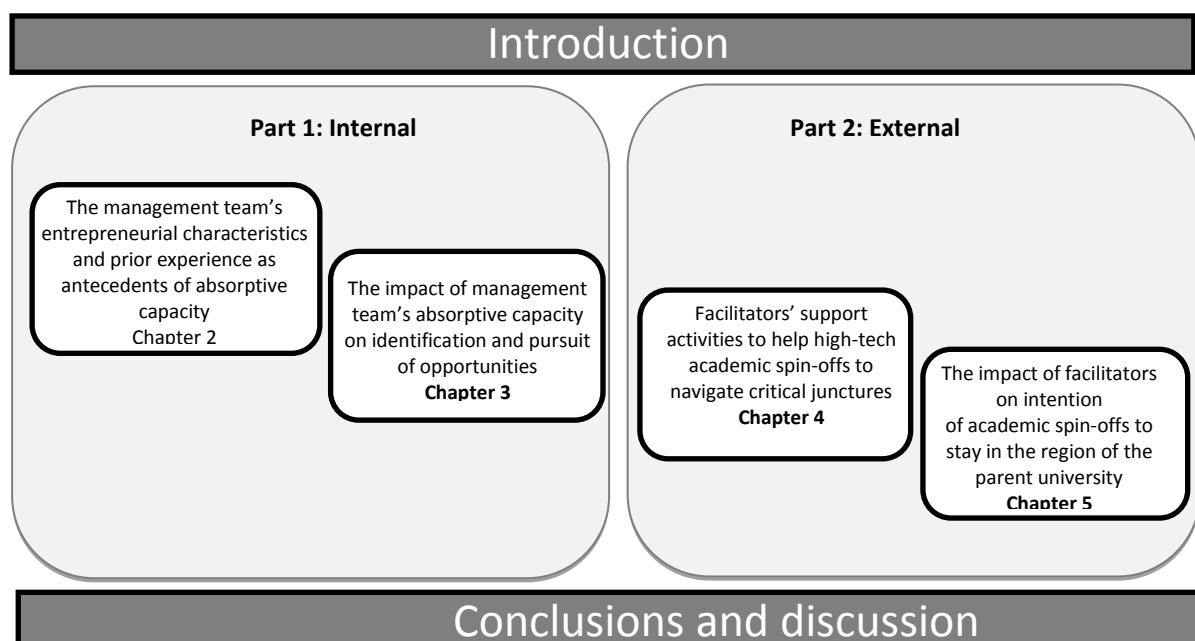 Introduction
Part 1: Internal
The management team’s
entrepreneurial characteristics
and prior experience as
antecedents of absorptive
capacity
Chapter 2
The impact of management
team’s absorptive capacity
on identification and pursuit
of opportunities
Chapter 3
Part 2: External
Facilitators’ support
activities to help high-tech
academic spin-offs to
navigate critical junctures
Chapter 4
The impact of facilitators
on intention
of academic spin-offs to
stay in the region of the
parent university
Chapter 5
Conclusions and discussion